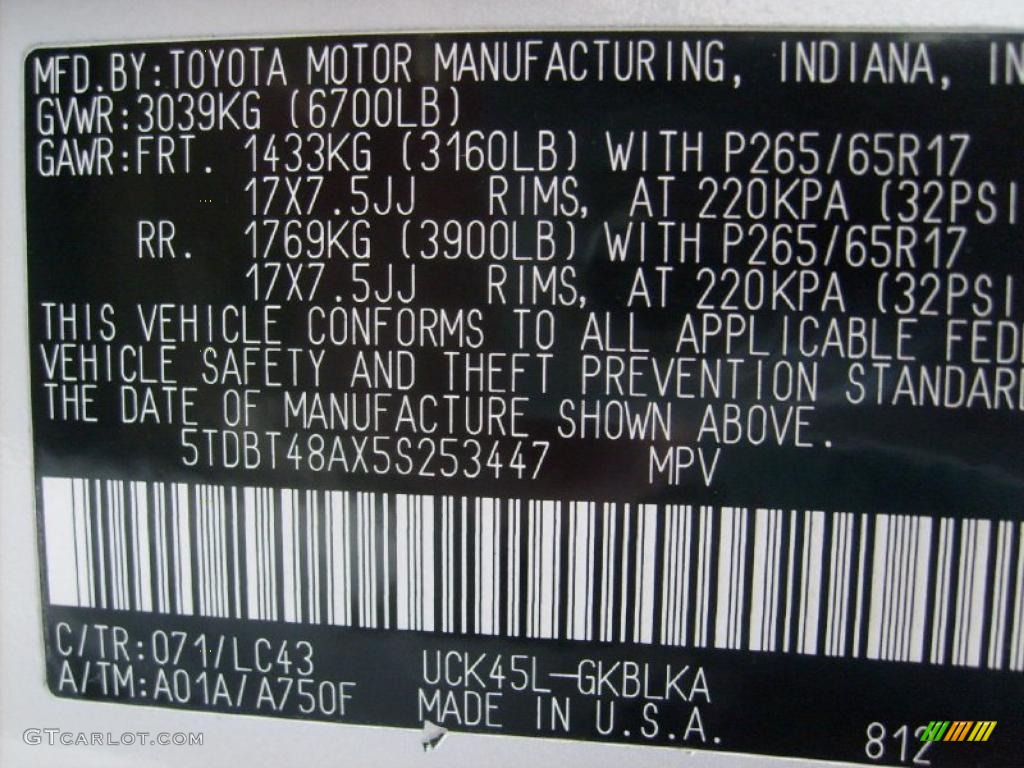 MFD.BY:TOYOTA MOTOR MANUFACTURING, INDIANA, IN
GVWR:3039KG (6700LB)
GAWR:FRT. 1433KG (3160LB) WITH P265/65R17
17X7.5JJ RIMS, AT 220KPA (32PSI
RR. 1769KG (3900LB) WITH P265/65R17
17X7.5JJ RIMS, AT 220KPA (32PSI
THIS VEHICLE CONFORMS TO ALL APPLICABLE FED
VEHICLE SAFETY AND THEFT PREVENTION STANDARD
THE DATE OF MANUFACTURE SHOWN ABOVE.
5TDBT48AX5S253447 MPV
C/TR:071/LC43 UCK45L-GKBLKA
A/TM:A01A/A750F MADE IN U.S.A.
812
GTCARLOT.COM